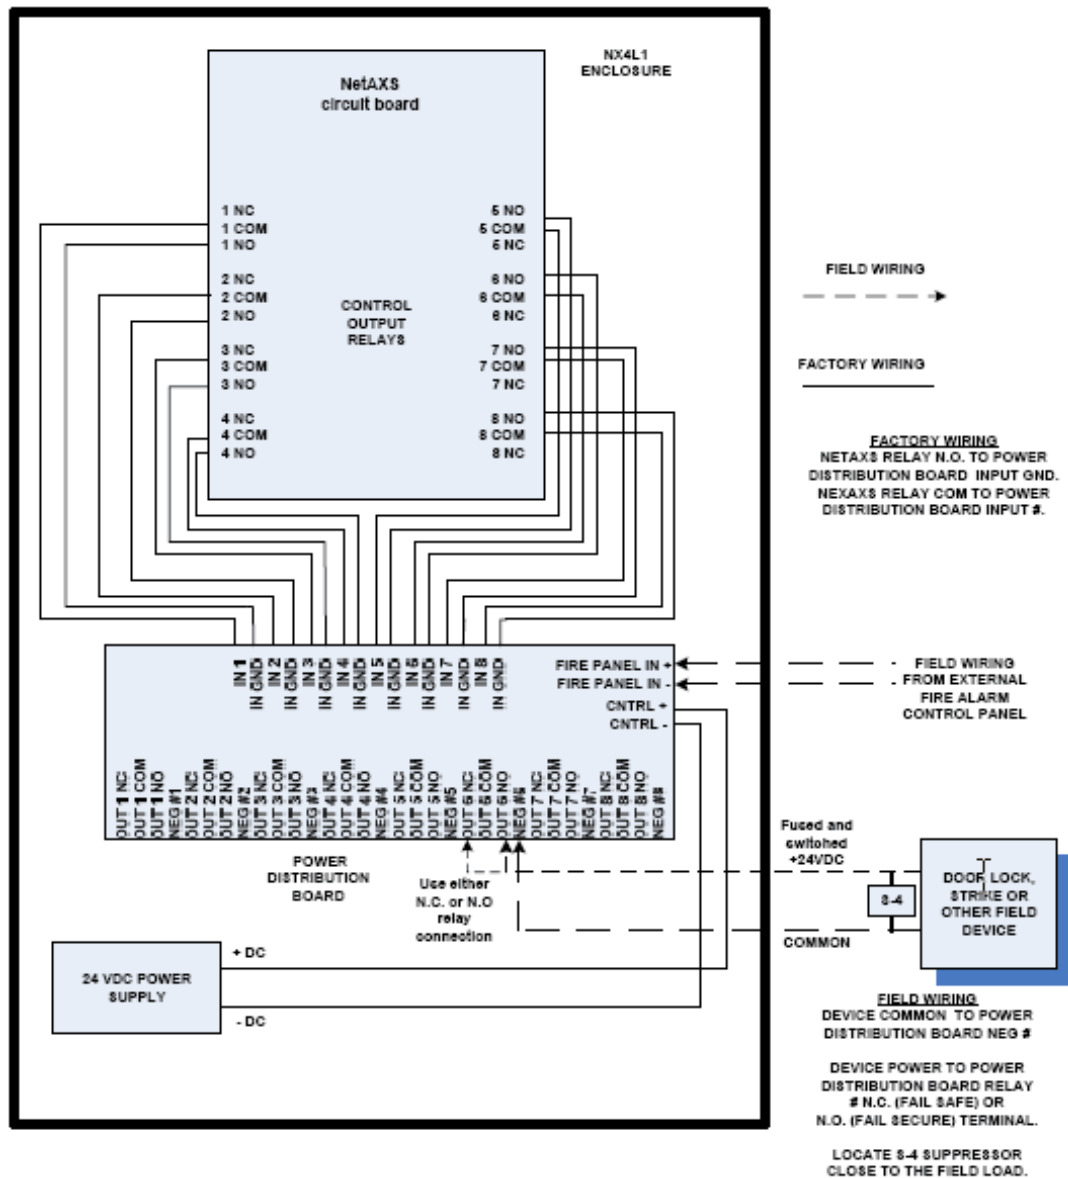 NX4L1
ENCLOSURE
NetAXS
circuit board
1 NC
1 COM
1 NO
2 NC
2 COM
2 NO
3 NC
3 COM
3 NO
4 NC
4 COM
4 NO
5 NO
5 COM
5 NC
6 NO
6 COM
6 NC
7 NO
7 COM
7 NC
8 NO
8 COM
8 NC
CONTROL
OUTPUT
RELAYS
FIELD WIRING
FACTORY WIRING
FACTORY WIRING
NETAXS RELAY N.O. TO POWER
DISTRIBUTION BOARD INPUT GND.
NEXAXS RELAY COM TO POWER
DISTRIBUTION BOARD INPUT #.
IN 1
IN GND
IN 2
IN GND
IN 3
IN GND
IN 4
IN GND
IN 5
IN GND
IN 6
IN GND
IN 7
IN GND
IN 8
IN GND
FIRE PANEL IN +
FIRE PANEL IN -
CNTRL +
CNTRL -
FIELD WIRING
FROM EXTERNAL
FIRE ALARM
CONTROL PANEL
OUT 1 NC
OUT 1 COM
OUT 1 NO
NEG #1
OUT 2 NC
OUT 2 COM
OUT 2 NO
NEG #2
OUT 3 NC
OUT 3 COM
OUT 3 NO
NEG #3
OUT 4 NC
OUT 4 COM
OUT 4 NO
NEG #4
OUT 5 NC
OUT 5 COM
OUT 5 NO
NEG #5
OUT 6 NC
OUT 6 COM
OUT 6 NO
NEG #6
OUT 7 NC
OUT 7 COM
OUT 7 NO
NEG #7
OUT 8 NC
OUT 8 COM
OUT 8 NO
NEG #8
POWER
DISTRIBUTION
BOARD
Use either
N.C. or N.O
relay
connection
Fused and
switched
+24VDC
S-4
COMMON
DOOR LOCK,
STRIKE OR
OTHER FIELD
DEVICE
24 VDC POWER
SUPPLY
+ DC
- DC
FIELD WIRING
DEVICE COMMON TO POWER
DISTRIBUTION BOARD NEG #
DEVICE POWER TO POWER
DISTRIBUTION BOARD RELAY
# N.C. (FAIL SAFE) OR
N.O. (FAIL SECURE) TERMINAL.
LOCATE S-4 SUPPRESSOR
CLOSE TO THE FIELD LOAD.